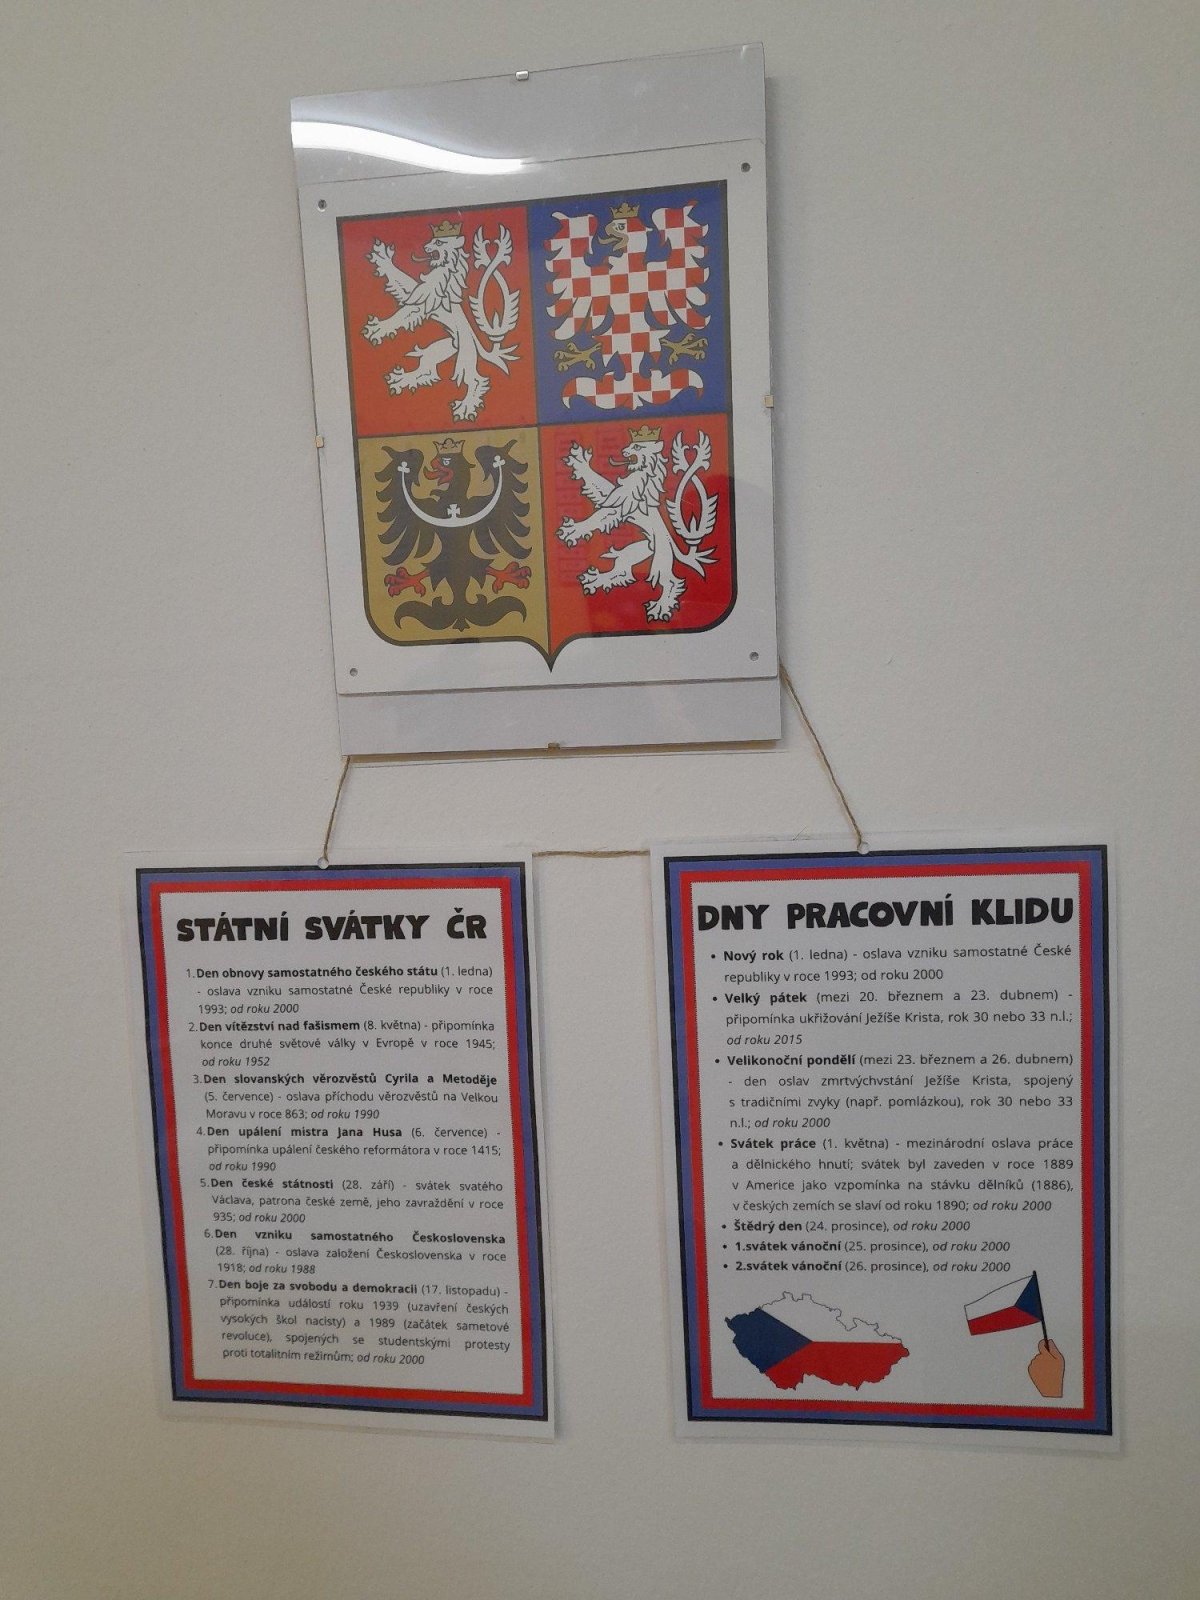 STÁTNÍ SVÁTKY ČR
1. Den obnovy samostatného českého státu (1. ledna)
- oslava vzniku samostatné České republiky v roce
1993; od roku 2000
2. Den vítězství nad fašismem (8. května) - připomínka
konce druhé světové války v Evropě v roce 1945;
od roku 1952
3. Den slovanských věrozvěstů Cyrila a Metoděje
(5. července) - oslava příchodu věrozvěstů na Velkou
Moravu v roce 863; od roku 1990
4. Den upálení mistra Jana Husa (6. července) -
připomínka upálení českého reformátora v roce 1415;
od roku 1990
5. Den české státnosti (28. září) - svátek svatého
Václava, patrona české země, jeho zavraždění v roce
935; od roku 2000
6. Den vzniku samostatného Československa
(28. října) - oslava založení Československa v roce
1918; od roku 1988
7. Den boje za svobodu a demokracii (17. listopadu) -
připomínka událostí roku 1939 (uzavření českých
vysokých škol nacisty) a 1989 (začátek sametové
revoluce), spojených se studentskými protesty
proti totalitním režimům; od roku 2000
DNY PRACOVNÍ KLIDU
• Nový rok (1. ledna) - oslava vzniku samostatné České
republiky v roce 1993; od roku 2000
• Velký pátek (mezi 20. březnem a 23. dubnem) -
připomínka ukřižování Ježíše Krista, rok 30 nebo 33 n.l.;
od roku 2015
• Velikonoční pondělí (mezi 23. březnem a 26. dubnem)
- den oslav zmrtvýchvstání Ježíše Krista, spojený
s tradičními zvyky (např. pomlázkou), rok 30 nebo 33
n.l.; od roku 2000
• Svátek práce (1. května) - mezinárodní oslava práce
a dělnického hnutí; svátek byl zaveden v roce 1889
v Americe jako vzpomínka na stávku dělníků (1886),
v českých zemích se slaví od roku 1890; od roku 2000
• Štědrý den (24. prosince), od roku 2000
• 1.svátek vánoční (25. prosince), od roku 2000
• 2.svátek vánoční (26. prosince), od roku 2000